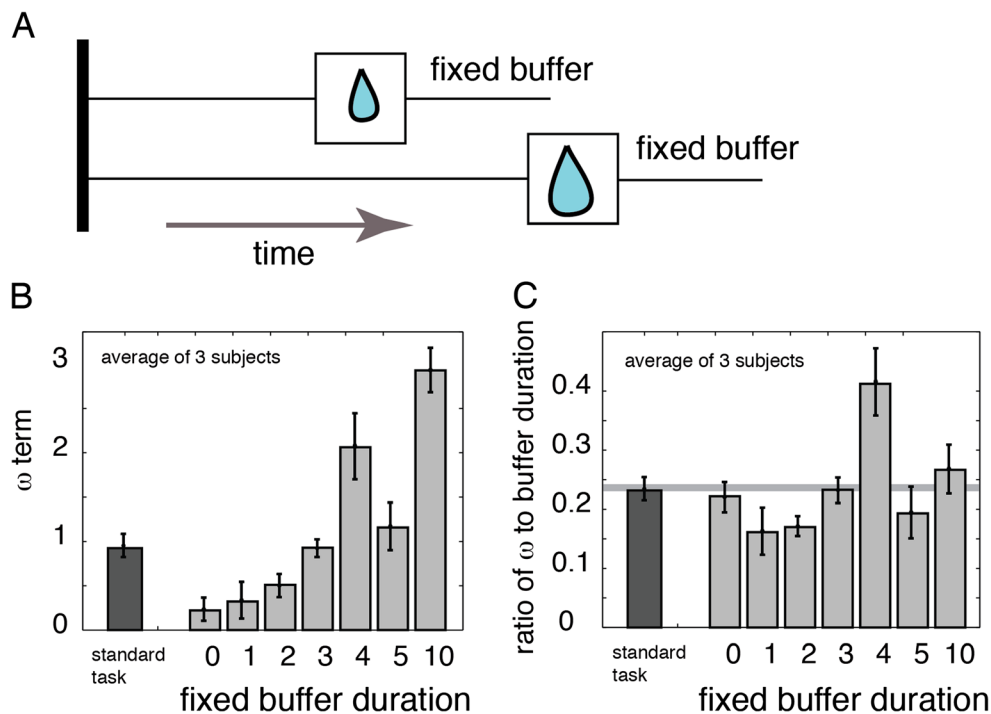 A
fixed buffer
fixed buffer
time
B
average of 3 subjects
3
2
1
0
ω term
standard
task
0 1 2 3 4 5 10
fixed buffer duration
C
average of 3 subjects
0.4
0.3
0.2
0.1
0
ratio of ω to buffer duration
standard
task
0 1 2 3 4 5 10
fixed buffer duration